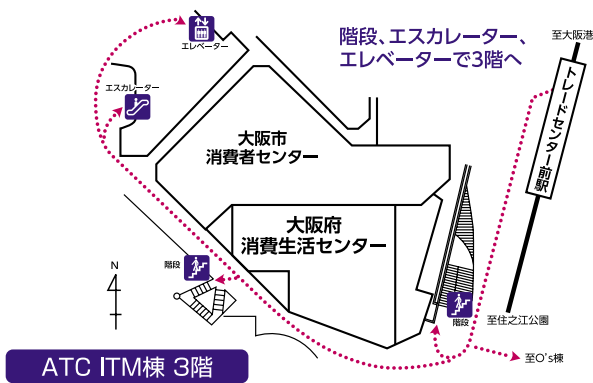 階段、エスカレーター、
エレベーターで3階へ
至大阪港
エレベーター
エスカレーター
トレードセンター前駅
大阪市
消費者センター
大阪府
消費生活センター
階段
N
階段
至住之江公園
至O's棟
ATC ITM棟 3階